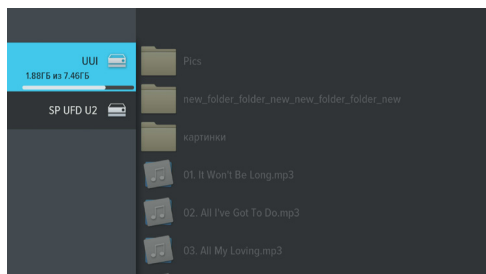 UUI
1.88ГБ из 7.46ГБ
SP UFD U2
Pics
new_folder_folder_new_new_folder_folder_new
картинки
01. It Won't Be Long.mp3
02. All I've Got To Do.mp3
03. All My Loving.mp3